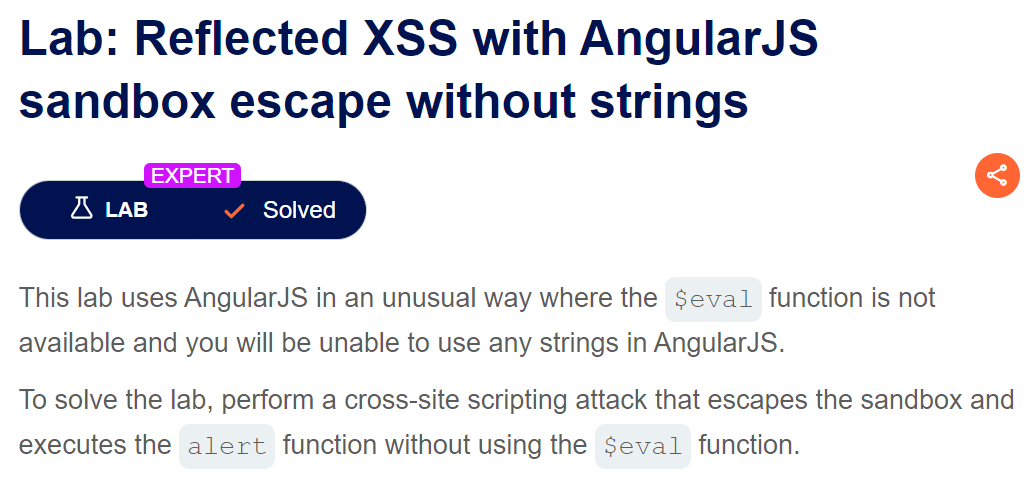 Lab: Reflected XSS with AngularJS
sandbox escape without strings
EXPERT
LAB Solved
This lab uses AngularJS in an unusual way where the $eval function is not
available and you will be unable to use any strings in AngularJS.
To solve the lab, perform a cross-site scripting attack that escapes the sandbox and
executes the alert function without using the $eval function.